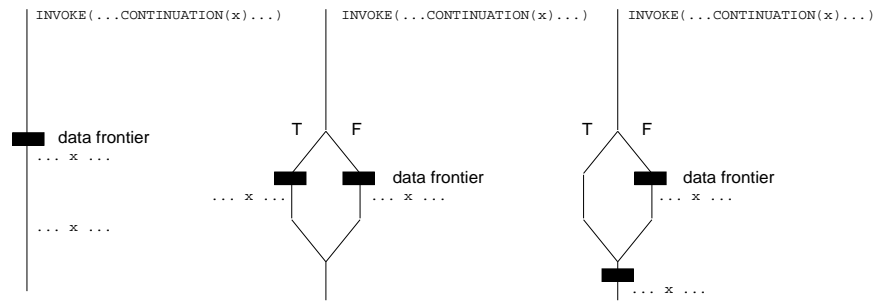 INVOKE(...CONTINUATION(x)...)
INVOKE(...CONTINUATION(x)...)
INVOKE(...CONTINUATION(x)...)
T F
T F
data frontier
... x ...
data frontier
data frontier
... x ...
... x ...
... x ...
... x ...
... x ...